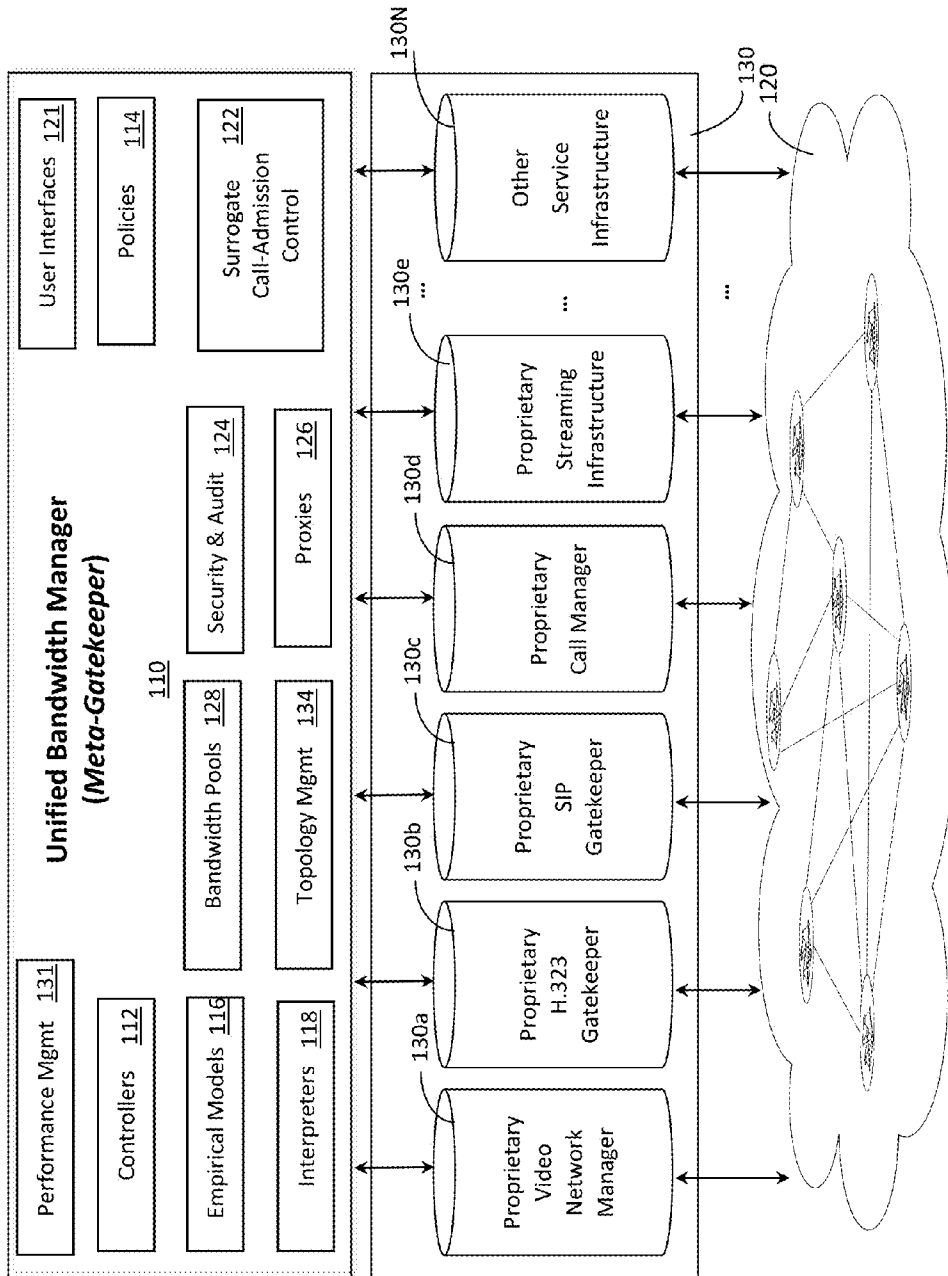 Unified Bandwidth Manager
(Meta-Gatekeeper)
110
Performance Mgmt 131
Controllers 112
Empirical Models 116
Interpreters 118
Bandwidth Pools 128
Topology Mgmt 134
Security & Audit 124
Proxies 126
User Interfaces 121
Policies 114
Surrogate 122
Call-Admission
Control
130a
Proprietary
Video
Network
Manager
130b
Proprietary
H.323
Gatekeeper
130c
Proprietary
SIP
Gatekeeper
130d
Proprietary
Call Manager
130e
Proprietary
Streaming
Infrastructure
...
...
...
130N
Other
Service
Infrastructure
130
120